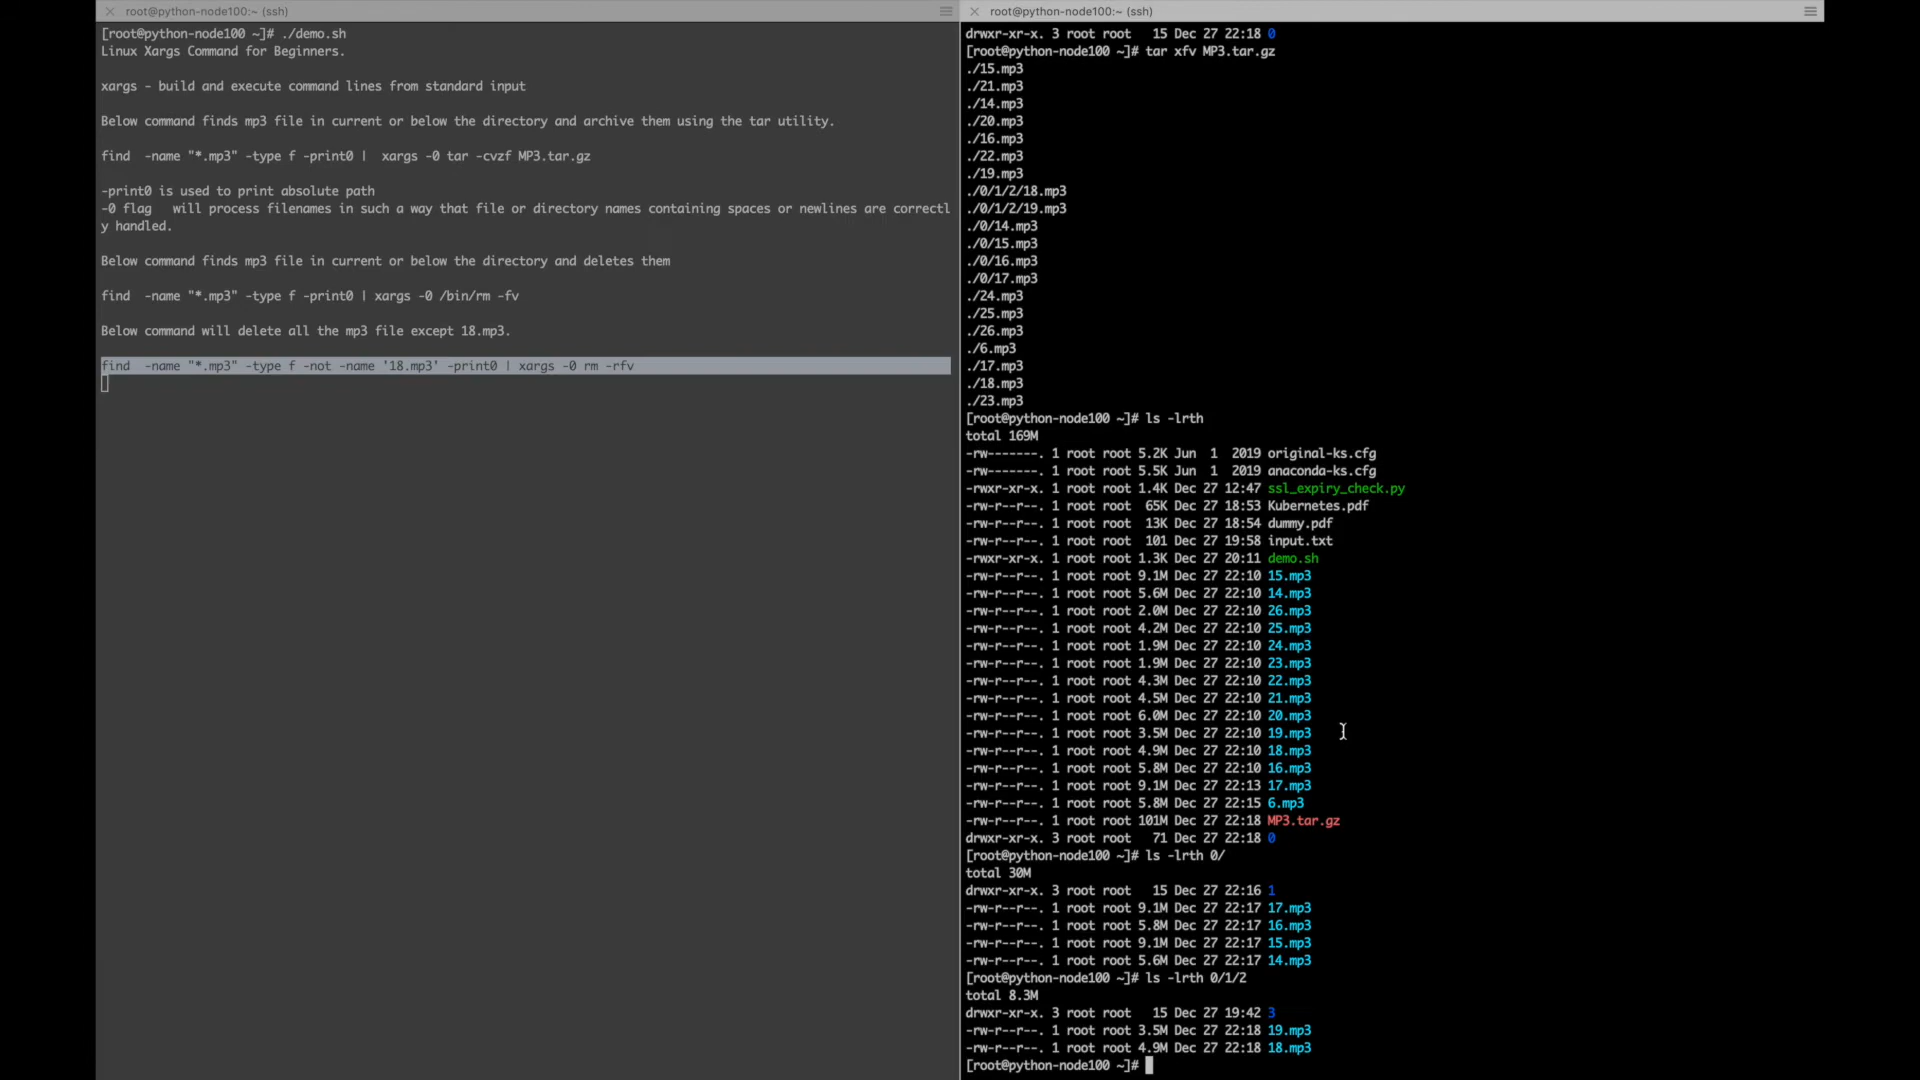 root@python-node100:~ (ssh)
[root@python-node100 ~]# ./demo.sh
Linux Xargs Command for Beginners.
xargs - build and execute command lines from standard input
Below command finds mp3 file in current or below the directory and archive them using the tar utility.
find  -name "*.mp3" -type f -print0 |  xargs -0 tar -cvzf MP3.tar.gz
-print0 is used to print absolute path
-0 flag   will process filenames in such a way that file or directory names containing spaces or newlines are correctl
y handled.
Below command finds mp3 file in current or below the directory and deletes them
find  -name "*.mp3" -type f -print0 | xargs -0 /bin/rm -fv
Below command will delete all the mp3 file except 18.mp3.
find  -name "*.mp3" -type f -not -name '18.mp3' -print0 | xargs -0 rm -rfv
root@python-node100:~ (ssh)
drwxr-xr-x. 3 root root   15 Dec 27 22:18 0
[root@python-node100 ~]# tar xfv MP3.tar.gz
./15.mp3
./21.mp3
./14.mp3
./20.mp3
./16.mp3
./22.mp3
./19.mp3
./0/1/2/18.mp3
./0/1/2/19.mp3
./0/14.mp3
./0/15.mp3
./0/16.mp3
./0/17.mp3
./24.mp3
./25.mp3
./26.mp3
./6.mp3
./17.mp3
./18.mp3
./23.mp3
[root@python-node100 ~]# ls -lrth
total 169M
-rw-------. 1 root root 5.2K Jun  1  2019 original-ks.cfg
-rw-------. 1 root root 5.5K Jun  1  2019 anaconda-ks.cfg
-rwxr-xr-x. 1 root root 1.4K Dec 27 12:47 ssl_expiry_check.py
-rw-r--r--. 1 root root  65K Dec 27 18:53 Kubernetes.pdf
-rw-r--r--. 1 root root  13K Dec 27 18:54 dummy.pdf
-rw-r--r--. 1 root root  101 Dec 27 19:58 input.txt
-rwxr-xr-x. 1 root root 1.3K Dec 27 20:11 demo.sh
-rw-r--r--. 1 root root 9.1M Dec 27 22:10 15.mp3
-rw-r--r--. 1 root root 5.6M Dec 27 22:10 14.mp3
-rw-r--r--. 1 root root 2.0M Dec 27 22:10 26.mp3
-rw-r--r--. 1 root root 4.2M Dec 27 22:10 25.mp3
-rw-r--r--. 1 root root 1.9M Dec 27 22:10 24.mp3
-rw-r--r--. 1 root root 1.9M Dec 27 22:10 23.mp3
-rw-r--r--. 1 root root 4.3M Dec 27 22:10 22.mp3
-rw-r--r--. 1 root root 4.5M Dec 27 22:10 21.mp3
-rw-r--r--. 1 root root 6.0M Dec 27 22:10 20.mp3
-rw-r--r--. 1 root root 3.5M Dec 27 22:10 19.mp3
-rw-r--r--. 1 root root 4.9M Dec 27 22:10 18.mp3
-rw-r--r--. 1 root root 5.8M Dec 27 22:10 16.mp3
-rw-r--r--. 1 root root 9.1M Dec 27 22:13 17.mp3
-rw-r--r--. 1 root root 5.8M Dec 27 22:15 6.mp3
-rw-r--r--. 1 root root 101M Dec 27 22:18 MP3.tar.gz
drwxr-xr-x. 3 root root   71 Dec 27 22:18 0
[root@python-node100 ~]# ls -lrth 0/
total 30M
drwxr-xr-x. 3 root root   15 Dec 27 22:16 1
-rw-r--r--. 1 root root 9.1M Dec 27 22:17 17.mp3
-rw-r--r--. 1 root root 5.8M Dec 27 22:17 16.mp3
-rw-r--r--. 1 root root 9.1M Dec 27 22:17 15.mp3
-rw-r--r--. 1 root root 5.6M Dec 27 22:17 14.mp3
[root@python-node100 ~]# ls -lrth 0/1/2
total 8.3M
drwxr-xr-x. 3 root root   15 Dec 27 19:42 3
-rw-r--r--. 1 root root 3.5M Dec 27 22:18 19.mp3
-rw-r--r--. 1 root root 4.9M Dec 27 22:18 18.mp3
[root@python-node100 ~]#